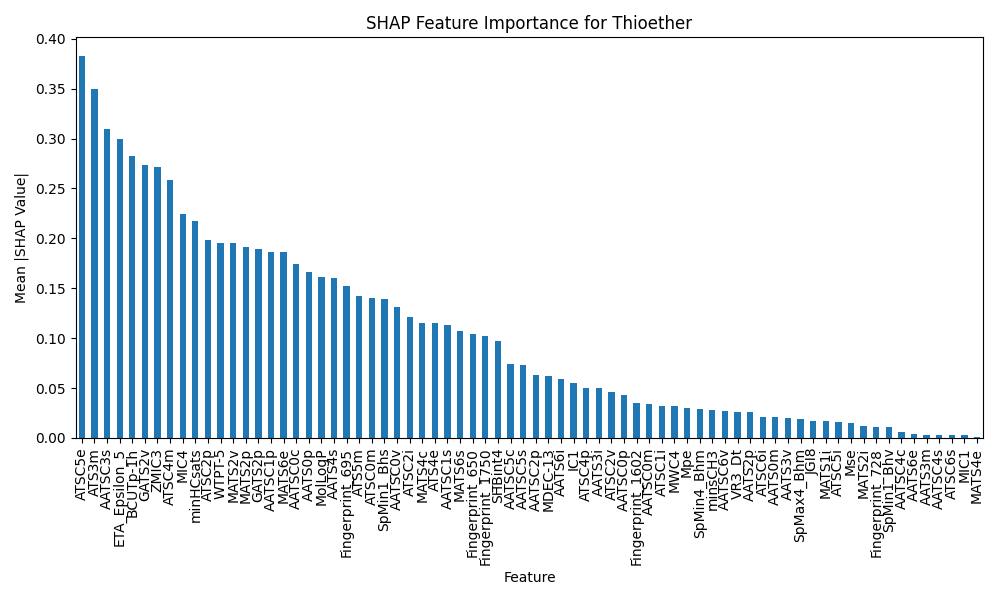 SHAP Feature Importance for Thioether
Mean |SHAP Value|
0.40
0.35
0.30
0.25
0.20
0.15
0.10
0.05
0.00
ATSC5e
ATS3m
AATSC3s
ETA_Epsilon_5
BCUTp-1h
GATS2v
ZMIC3
ATSC4m
MIC4
minHCsats
ATSC2p
WTPT-5
MATS2v
MATS2p
GATS2p
AATSC1p
MATS6e
AATSC0c
AATS0p
MolLogP
AATS4s
Fingerprint_695
ATS5m
ATSC0m
SpMin1_Bhs
AATSC0v
ATSC2i
MATS4c
ATS4m
AATSC1s
MATS6s
Fingerprint_650
Fingerprint_1750
SHBint4
AATSC5c
AATSC5s
AATSC2p
MDEC-13
AATS6i
IC1
ATSC4p
AATS3i
ATSC2v
AATSC0p
Fingerprint_1602
AATSC0m
ATSC1i
MWC4
Mpe
SpMin4_Bhm
minsCH3
AATSC6v
VR3_Dt
AATS2p
ATSC6i
AATS0m
AATS3v
SpMax4_Bhm
JGI8
MATS1i
ATSC5i
Mse
MATS2i
Fingerprint_728
SpMin1_Bhv
AATSC4c
AATS6e
AATS3m
AATSC4s
ATSC6s
MIC1
MATS4e
Feature